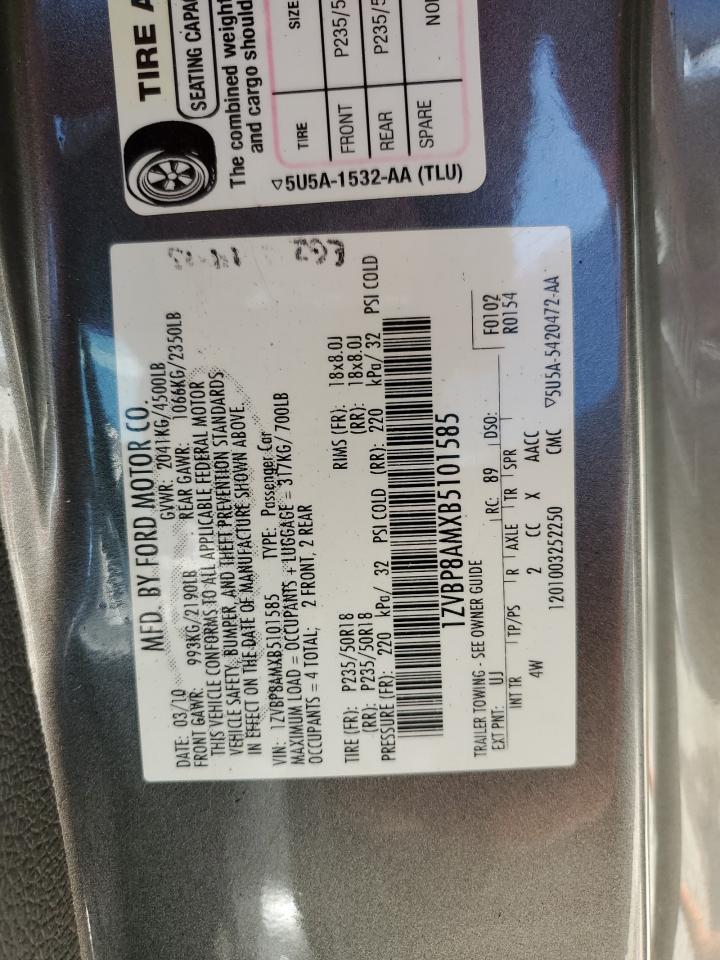 TIRE A
SEATING CAPA
The combined weight
and cargo should
TIRE SIZE
FRONT P235/5
REAR P235/5
SPARE NO
▽5U5A-1532-AA (TLU)
MFD. BY FORD MOTOR CO.
DATE: 03/10 GVWR: 2041KG/4500LB
FRONT GAWR: 993KG/2190LB REAR GAWR: 1066KG/2350LB
THIS VEHICLE CONFORMS TO ALL APPLICABLE FEDERAL MOTOR
VEHICLE SAFETY, BUMPER, AND THEFT PREVENTION STANDARDS
IN EFFECT ON THE DATE OF MANUFACTURE SHOWN ABOVE.
VIN: 1ZVBP8AMXB5101585 TYPE: Passenger Car
MAXIMUM LOAD = OCCUPANTS + LUGGAGE = 317KG/ 700LB
OCCUPANTS = 4 TOTAL: 2 FRONT, 2 REAR
TIRE (FR): P235/50R18 RIMS (FR): 18x8.0J
(RR): P235/50R18 (RR): 18x8.0J
PRESSURE (FR): 220 kPa/ 32 PSI COLD (RR): 220 kPa/ 32 PSI COLD
1ZVBP8AMXB5101585
TRAILER TOWING - SEE OWNER GUIDE
EXT PNT: UJ RC: 89 DSO: F0102
R0154
INT TR TP/PS R AXLE TR SPR
4W 2 CC X AACC
1201003252250 CMC ▽5U5A-5420472-AA